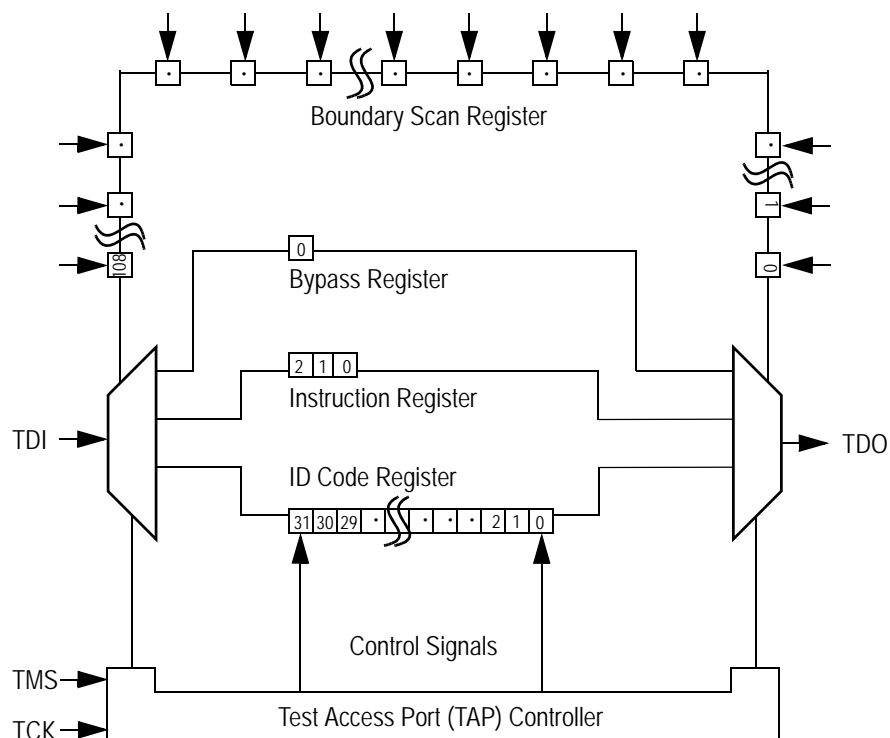 Boundary Scan Register
1
108
0
0
Bypass Register
2 1 0
Instruction Register
TDI
TDO
ID Code Register
31 30 29 · · · · 2 1 0
Control Signals
TMS
Test Access Port (TAP) Controller
TCK